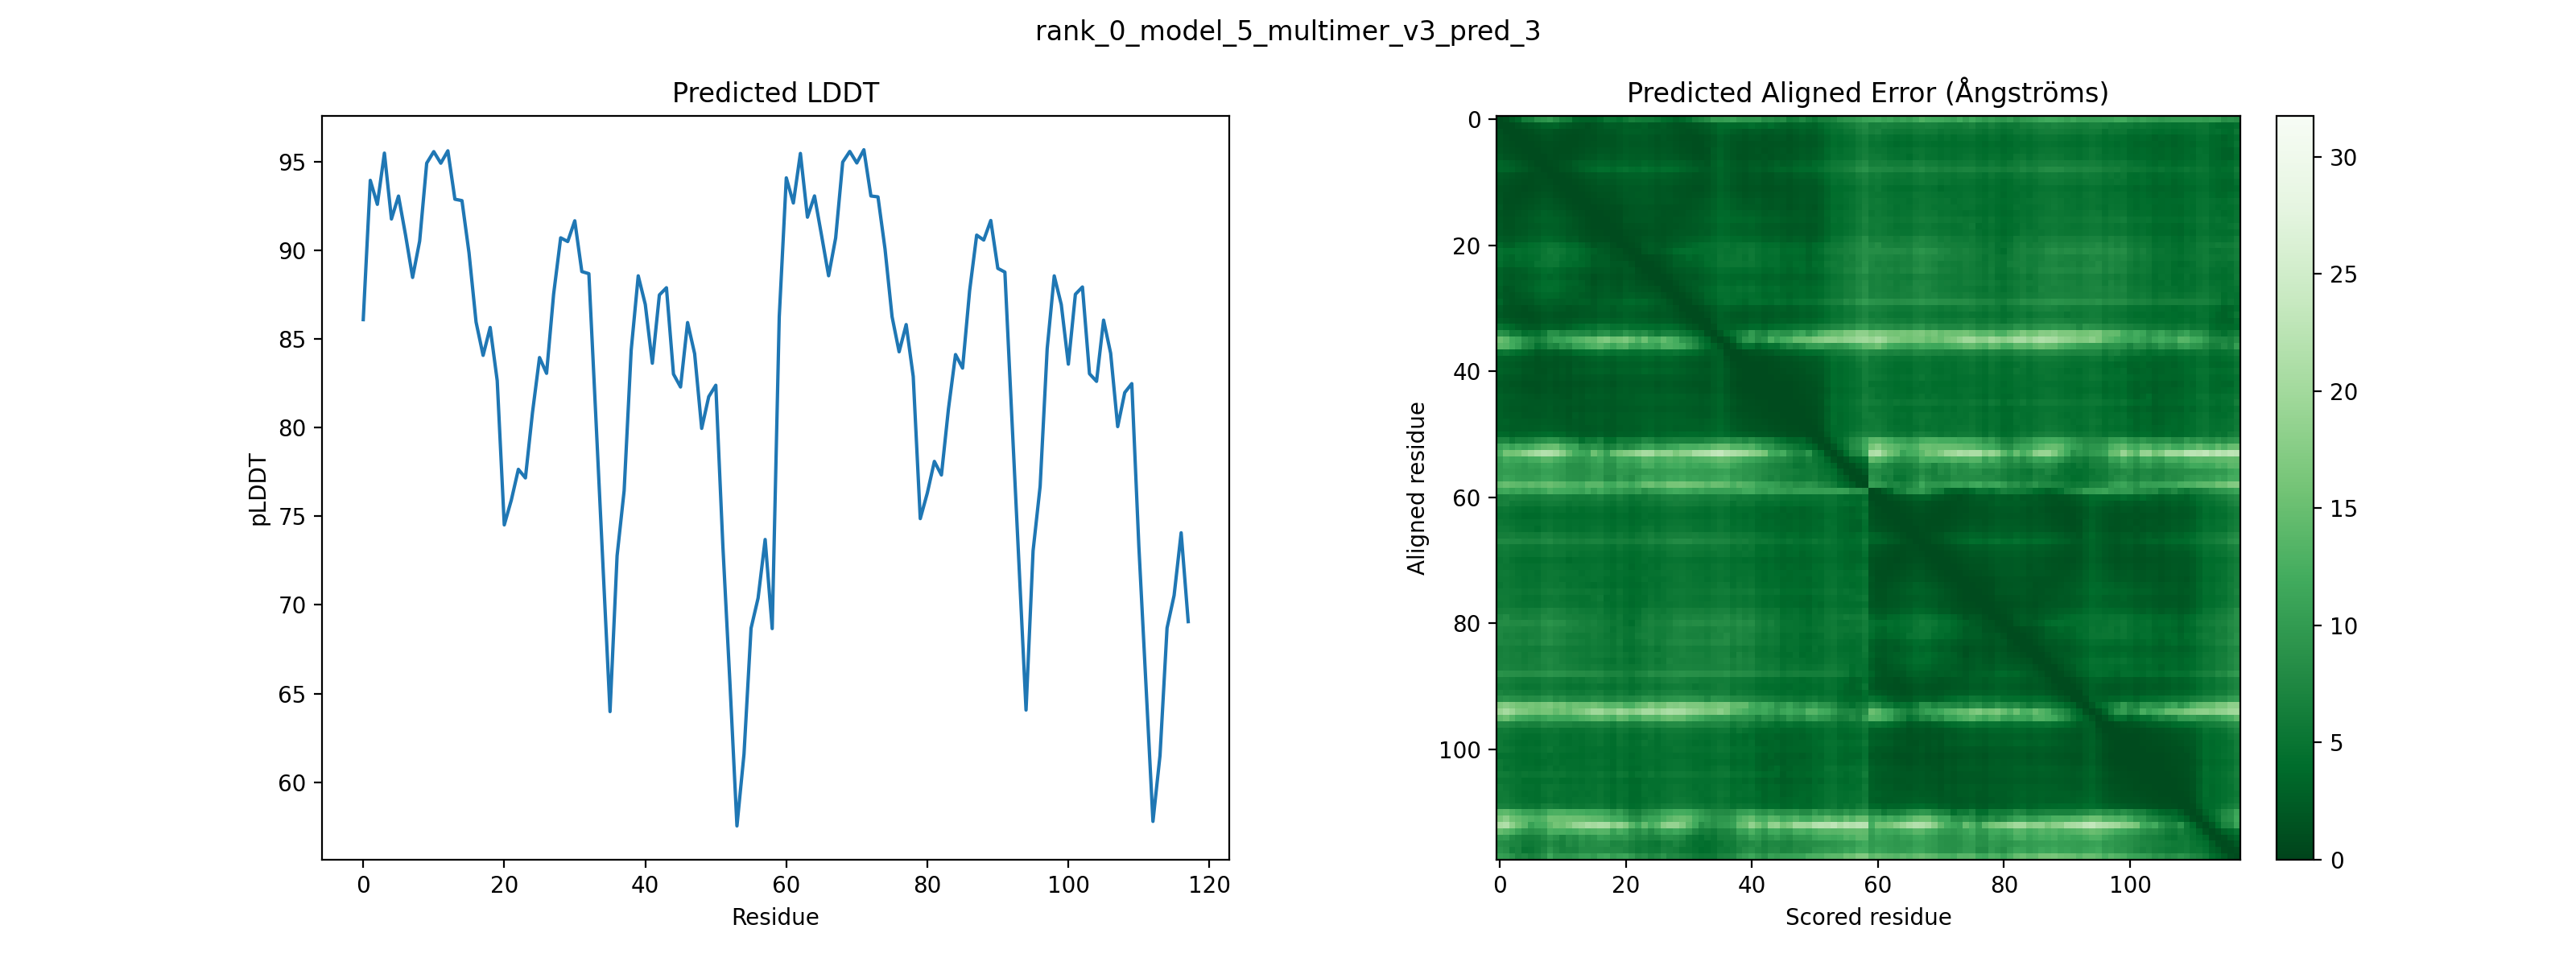 rank_0_model_5_multimer_v3_pred_3
Predicted LDDT
pLDDT
95
90
85
80
75
70
65
60
0 20 40 60 80 100 120
Residue
Predicted Aligned Error (Ångströms)
Aligned residue
0
20
40
60
80
100
0 20 40 60 80 100
Scored residue
30
25
20
15
10
5
0